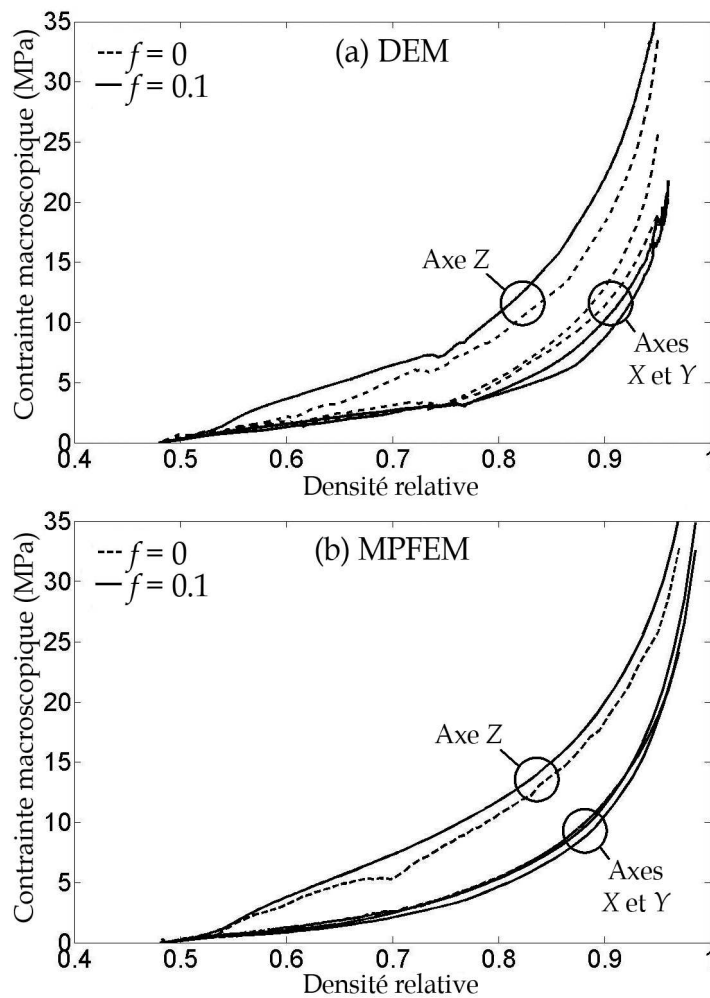 (a) DEM
f = 0
f = 0.1
Axe Z
Axes
X et Y
Contrainte macroscopique (MPa)
35
30
25
20
15
10
5
0
0.4
0.5
0.6
0.7
0.8
0.9
1
Densité relative
(b) MPFEM
f = 0
f = 0.1
Axe Z
Axes
X et Y
Contrainte macroscopique (MPa)
35
30
25
20
15
10
5
0
0.4
0.5
0.6
0.7
0.8
0.9
1
Densité relative